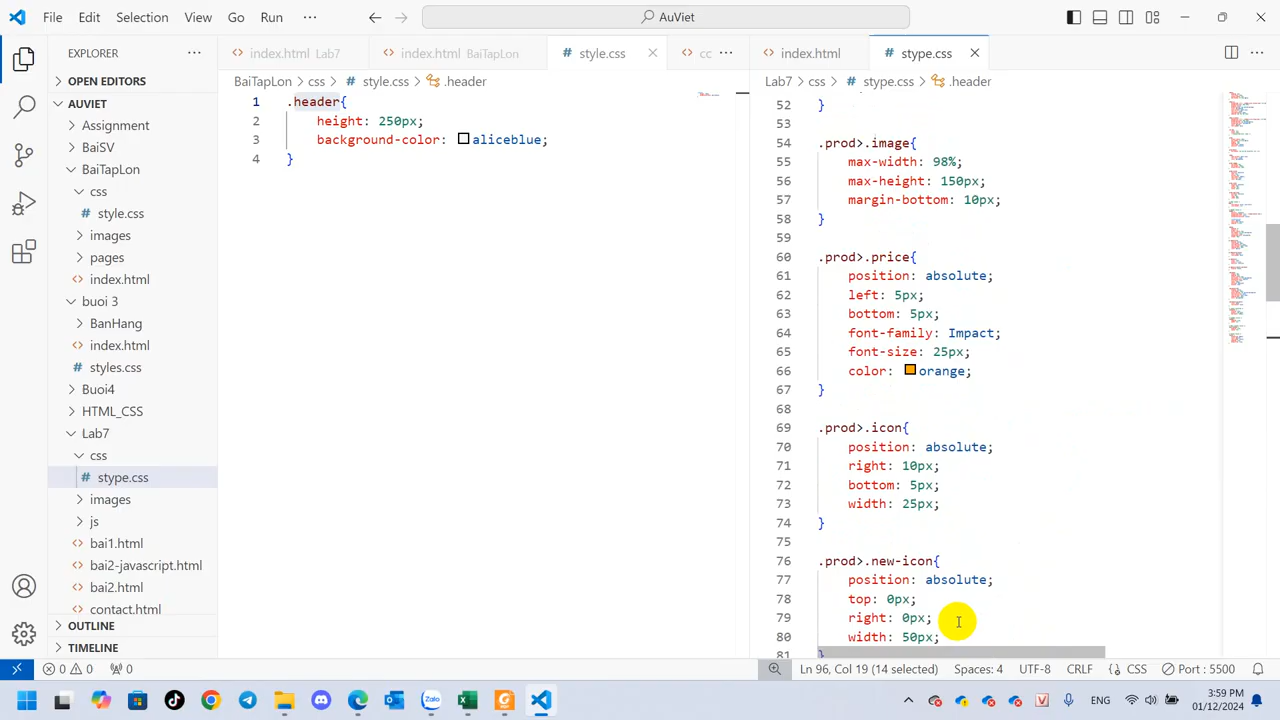 File Edit Selection View Go Run ··· AuViet
EXPLORER
OPEN EDITORS
AUVIET
Assignment
BaiSV
BaiTapLon
css
# style.css
images
pages
<> index.html
buoi 3
BanHang
<> index.html
# styles.css
Buoi4
HTML_CSS
Lab7
css
# stype.css
images
js
<> bai1.html
<> bai2-javascript.html
<> bai2.html
<> contact.html
OUTLINE
TIMELINE
<> index.html Lab7 <> index.html BaiTapLon # style.css <> cc ···
BaiTapLon > css > # style.css > .header
1 .header{
2 height: 250px;
3 background-color: aliceblue;
4 }
<> index.html # stype.css
Lab7 > css > # stype.css > .header
52 }
53
54 .prod>.image{
55 max-width: 98%;
56 max-height: 150px;
57 margin-bottom: 10px;
58 }
59
60 .prod>.price{
61 position: absolute;
62 left: 5px;
63 bottom: 5px;
64 font-family: Impact;
65 font-size: 25px;
66 color: orange;
67 }
68
69 .prod>.icon{
70 position: absolute;
71 right: 10px;
72 bottom: 5px;
73 width: 25px;
74 }
75
76 .prod>.new-icon{
77 position: absolute;
78 top: 0px;
79 right: 0px;
80 width: 50px;
81 }
0 0 0 Ln 96, Col 19 (14 selected) Spaces: 4 UTF-8 CRLF {} CSS Port : 5500
Zalo ENG 3:59 PM
01/12/2024